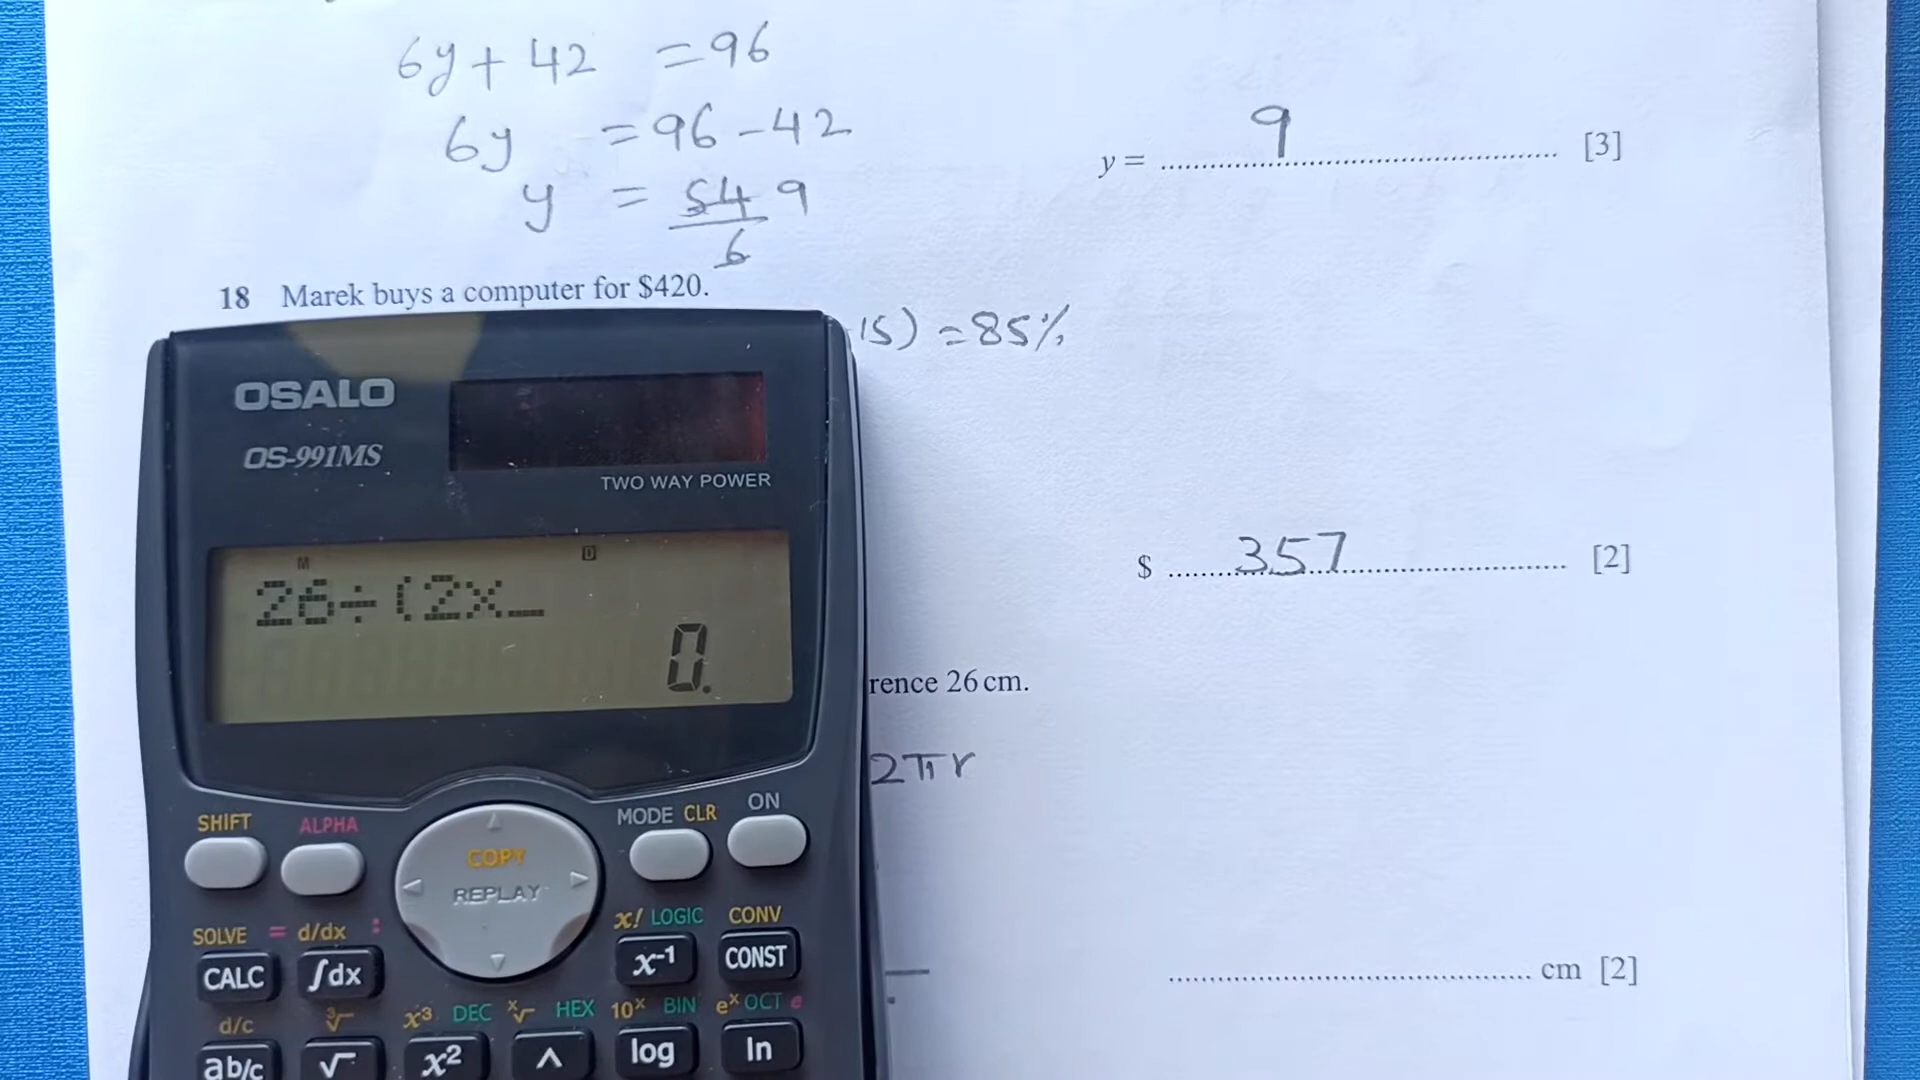 6y + 42 = 96
6y = 96 - 42
y = 54 9
6
y = 9 [3]
18 Marek buys a computer for $420.
15) = 85%
OSALO
OS-991MS
TWO WAY POWER
$ 357 [2]
M D
26÷(2x_
0.
rence 26 cm.
2πr
SHIFT ALPHA MODE CLR ON
COPY
REPLAY
SOLVE = d/dx : x! LOGIC CONV
CALC ∫dx x⁻¹ CONST
cm [2]
d/c ³√ x³ DEC ˣ√ HEX 10ˣ BIN eˣ OCT e
ab/c √ x² ^ log ln